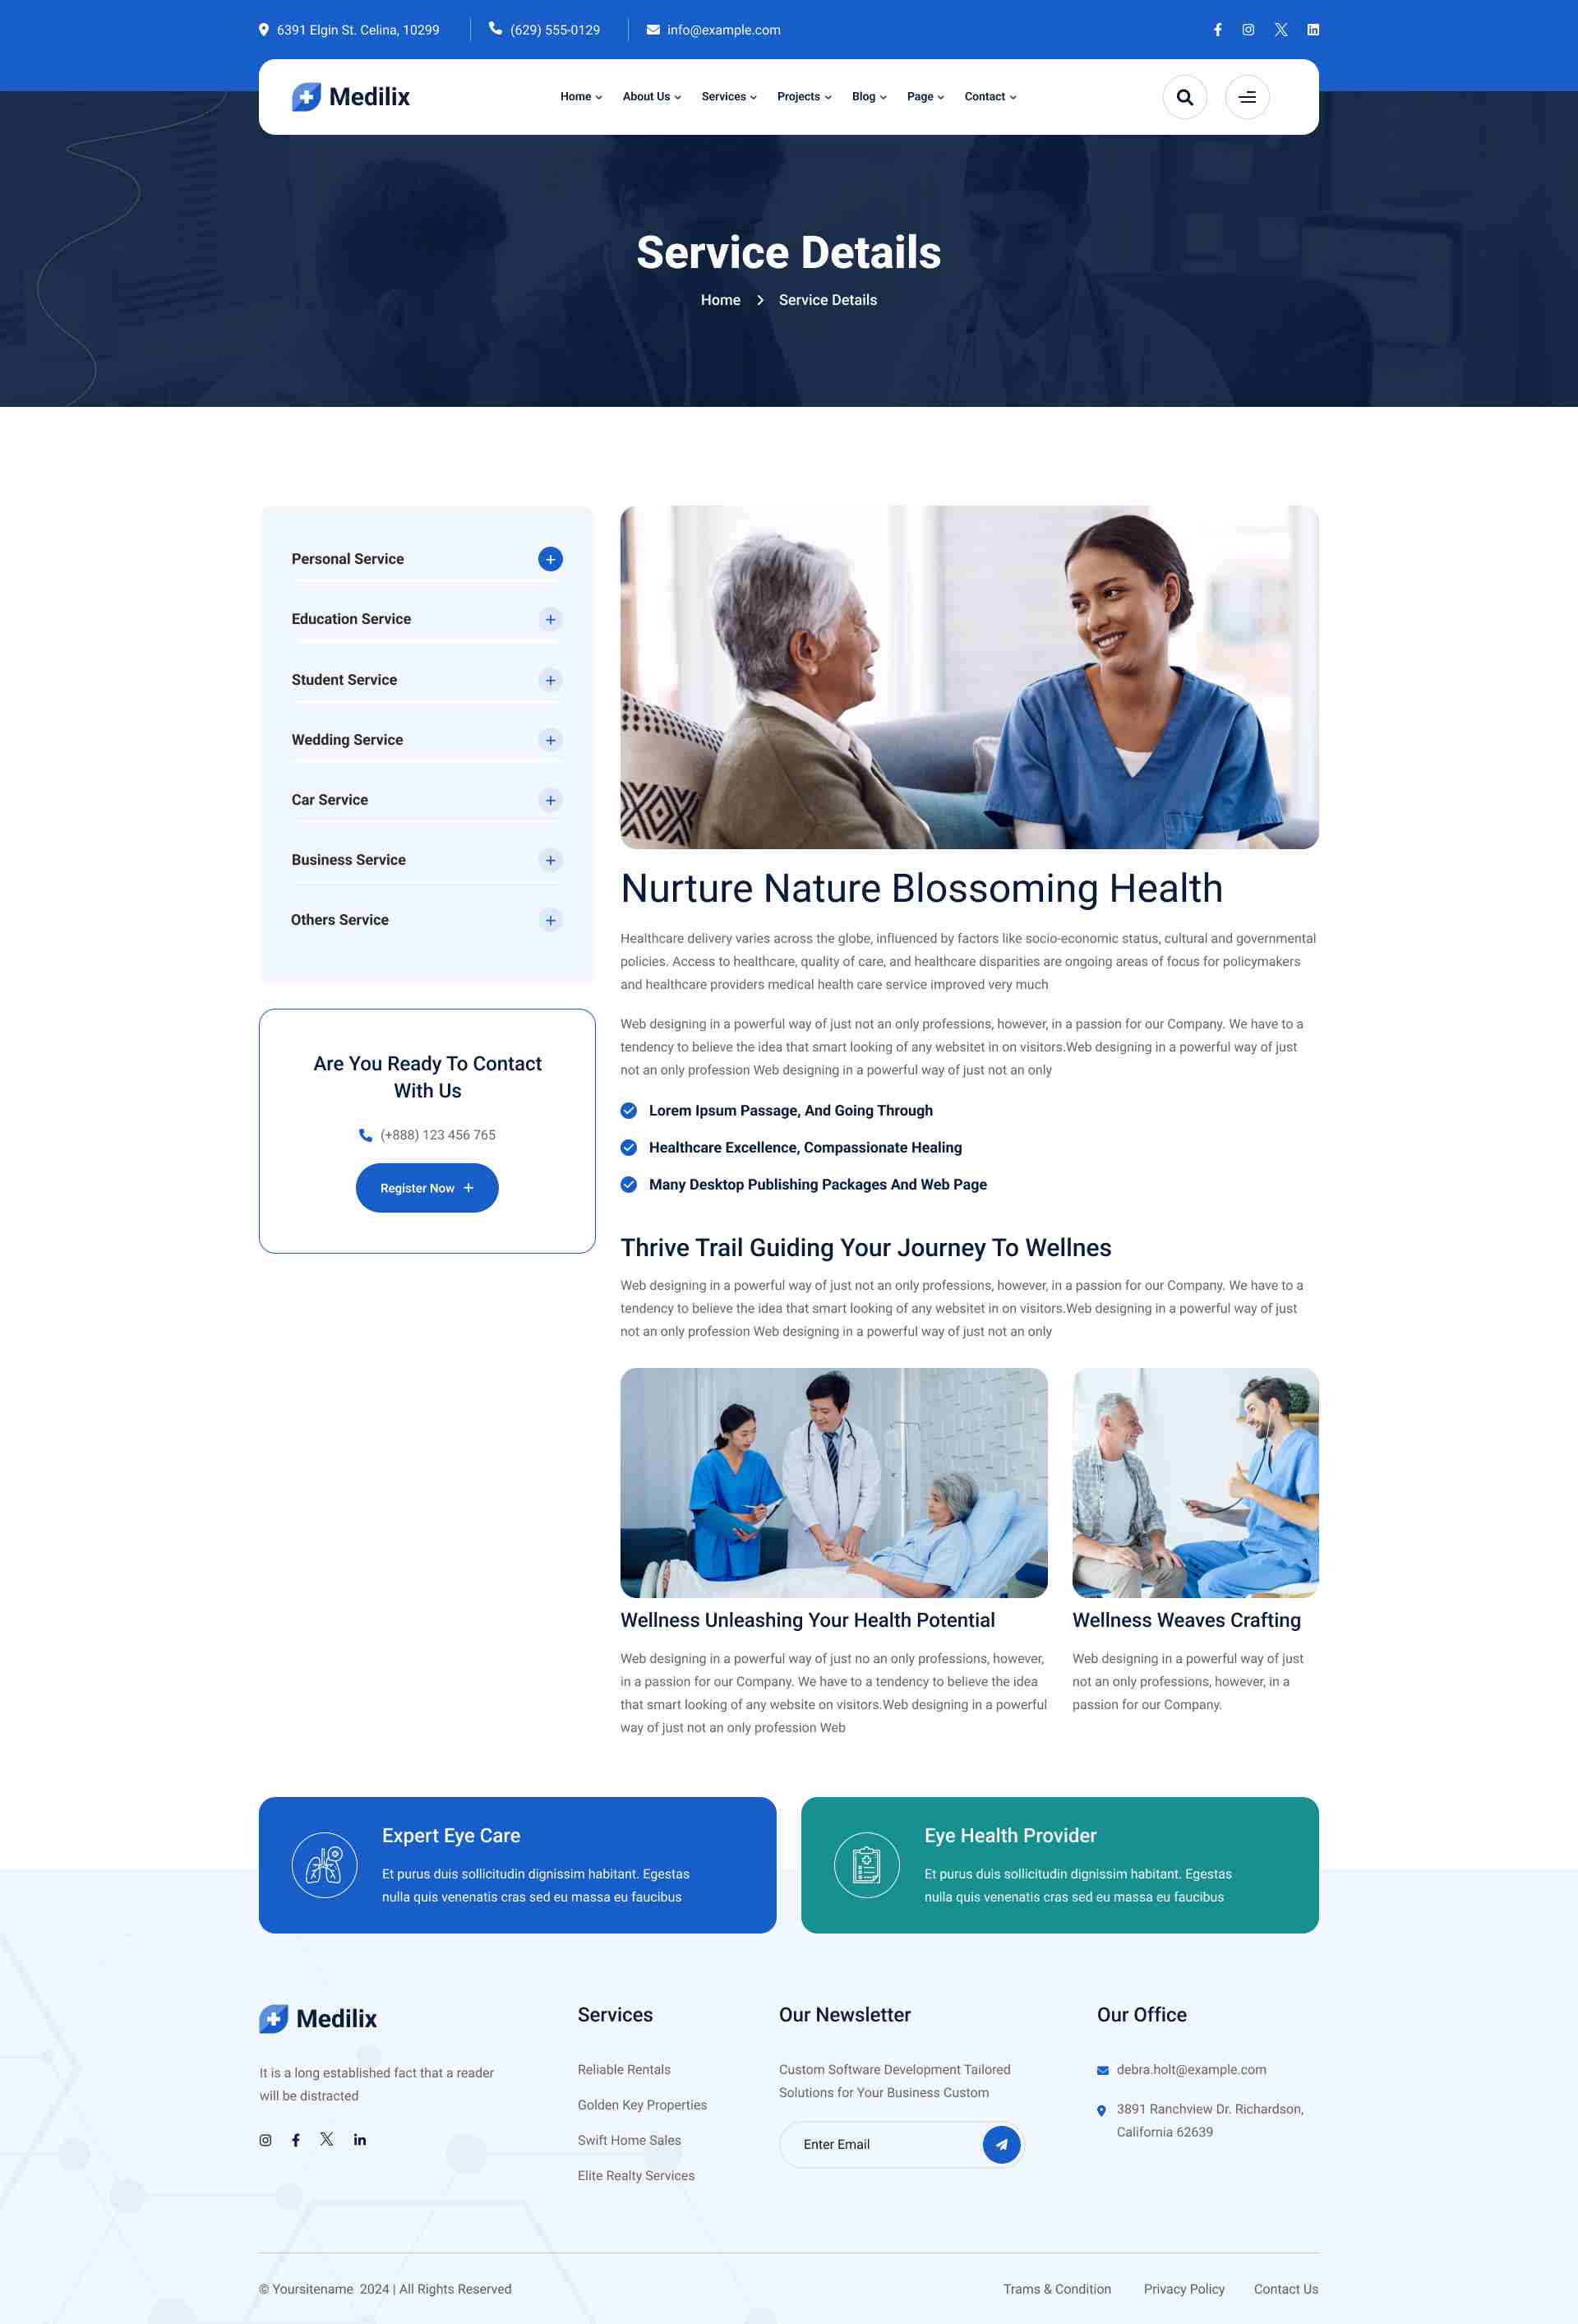 6391 Elgin St. Celina, 10299
(629) 555-0129
info@example.com
Medilix
Home
About Us
Services
Projects
Blog
Page
Contact
Service Details
Home
Service Details
Personal Service
Education Service
Student Service
Wedding Service
Car Service
Business Service
Others Service
Are You Ready To Contact
With Us
(+888) 123 456 765
Register Now
Nurture Nature Blossoming Health
Healthcare delivery varies across the globe, influenced by factors like socio-economic status, cultural and governmental
policies. Access to healthcare, quality of care, and healthcare disparities are ongoing areas of focus for policymakers
and healthcare providers medical health care service improved very much
Web designing in a powerful way of just not an only professions, however, in a passion for our Company. We have to a
tendency to believe the idea that smart looking of any websitet in on visitors.Web designing in a powerful way of just
not an only profession Web designing in a powerful way of just not an only
Lorem Ipsum Passage, And Going Through
Healthcare Excellence, Compassionate Healing
Many Desktop Publishing Packages And Web Page
Thrive Trail Guiding Your Journey To Wellnes
Web designing in a powerful way of just not an only professions, however, in a passion for our Company. We have to a
tendency to believe the idea that smart looking of any websitet in on visitors.Web designing in a powerful way of just
not an only profession Web designing in a powerful way of just not an only
Wellness Unleashing Your Health Potential
Web designing in a powerful way of just no an only professions, however,
in a passion for our Company. We have to a tendency to believe the idea
that smart looking of any website on visitors.Web designing in a powerful
way of just not an only profession Web
Wellness Weaves Crafting
Web designing in a powerful way of just
not an only professions, however, in a
passion for our Company.
Expert Eye Care
Et purus duis sollicitudin dignissim habitant. Egestas
nulla quis venenatis cras sed eu massa eu faucibus
Eye Health Provider
Et purus duis sollicitudin dignissim habitant. Egestas
nulla quis venenatis cras sed eu massa eu faucibus
Medilix
It is a long established fact that a reader
will be distracted
Services
Reliable Rentals
Golden Key Properties
Swift Home Sales
Elite Realty Services
Our Newsletter
Custom Software Development Tailored
Solutions for Your Business Custom
Enter Email
Our Office
debra.holt@example.com
3891 Ranchview Dr. Richardson,
California 62639
© Yoursitename 2024 | All Rights Reserved
Trams & Condition
Privacy Policy
Contact Us